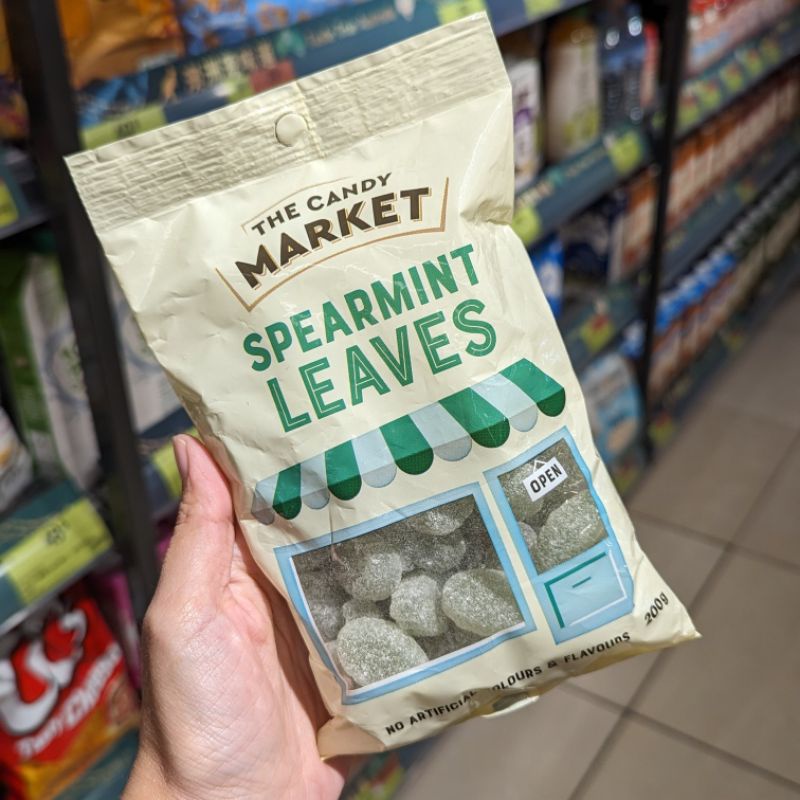 THE CANDY
MARKET
SPEARMINT
LEAVES
OPEN
200g
NO ARTIFICIAL COLOURS & FLAVOURS